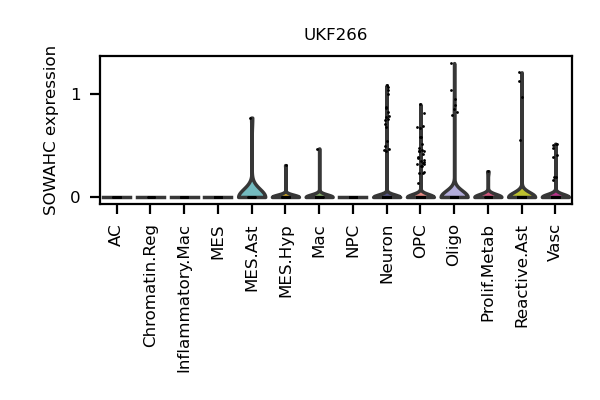 UKF266
SOWAHC expression
1
0
AC
Chromatin.Reg
Inflammatory.Mac
MES
MES.Ast
MES.Hyp
Mac
NPC
Neuron
OPC
Oligo
Prolif.Metab
Reactive.Ast
Vasc